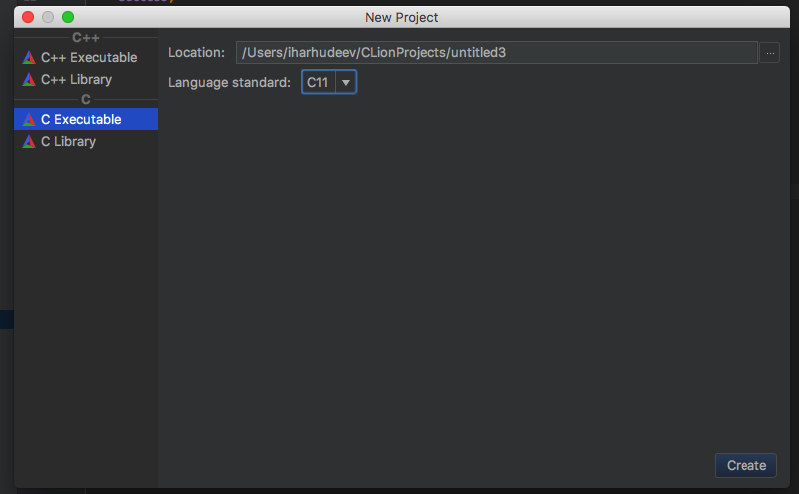 New Project
C++
C++ Executable
C++ Library
C
C Executable
C Library
Location: /Users/iharhudeev/CLionProjects/untitled3 ...
Language standard: C11
Create